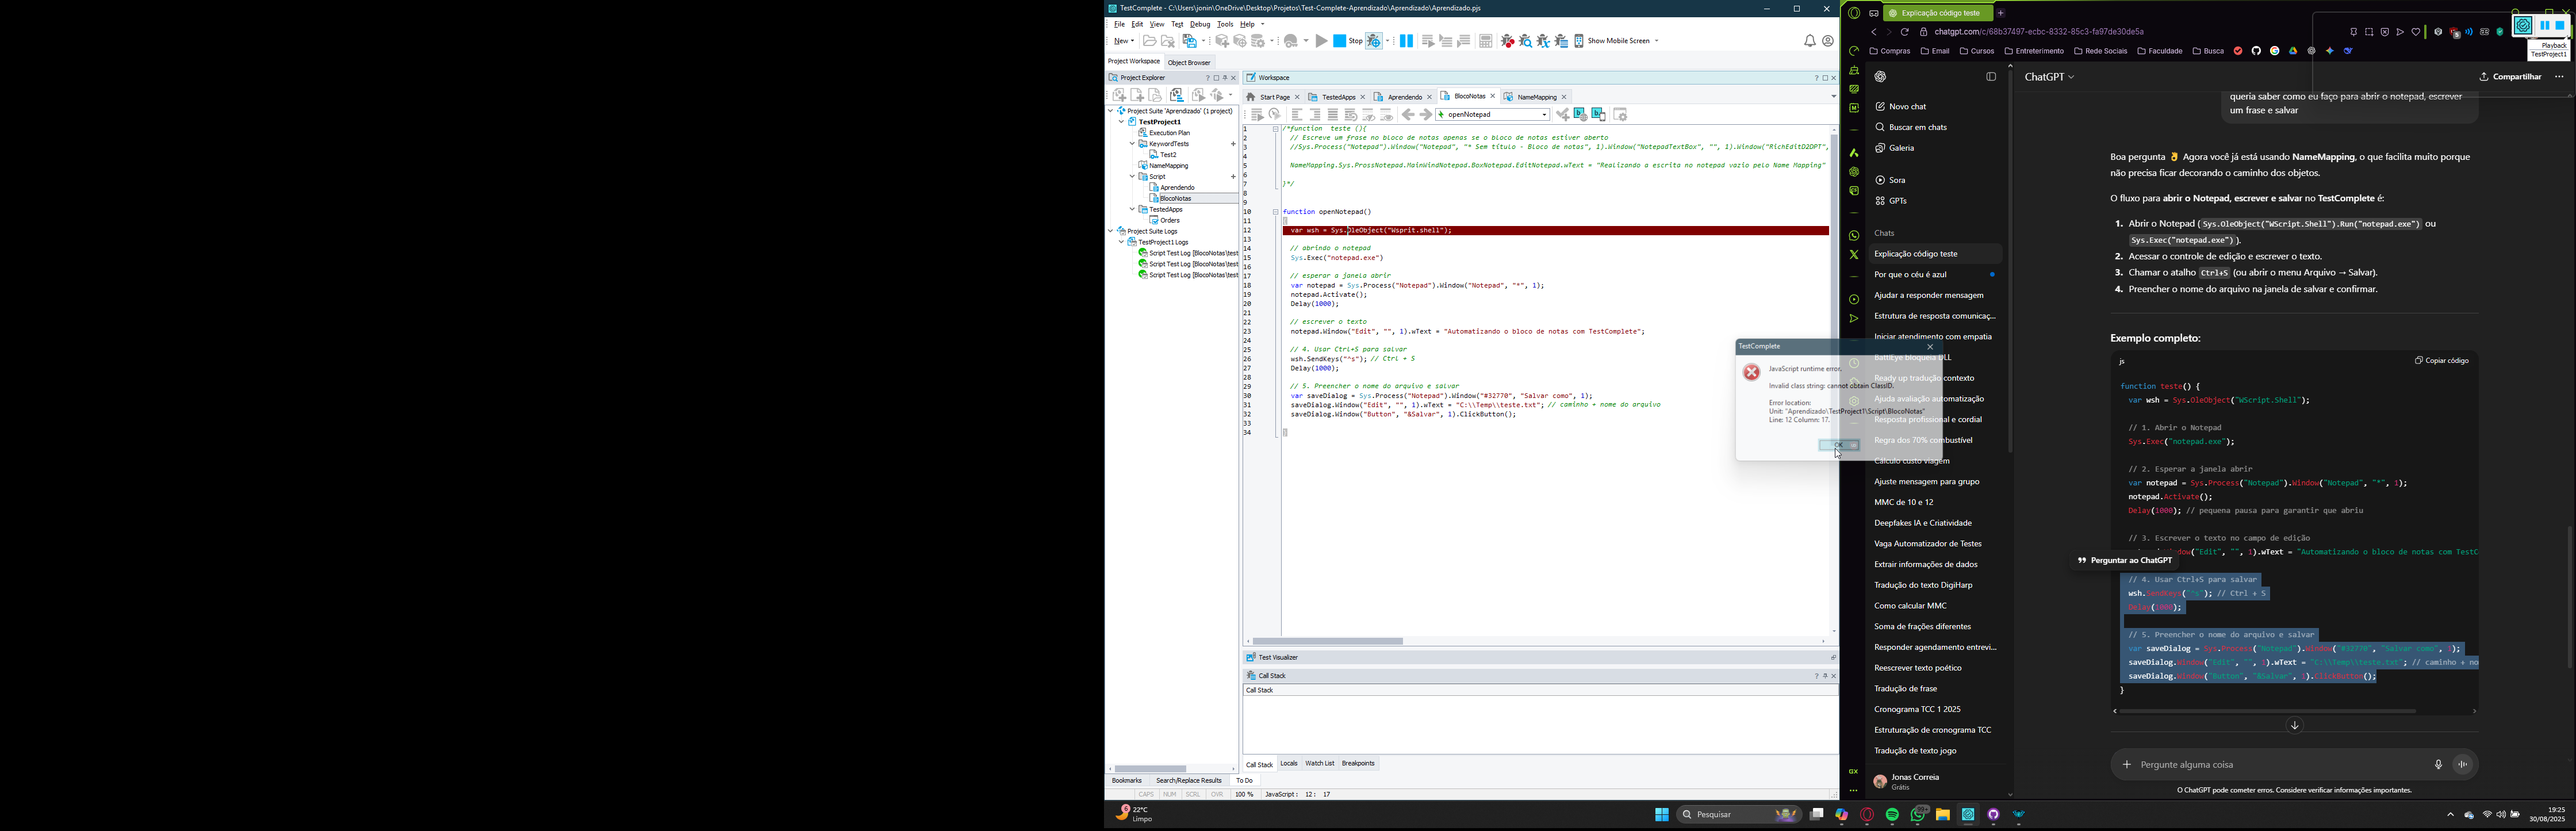 TestComplete - C:\Users\jonin\OneDrive\Desktop\Projetos\Test-Complete-Aprendizado\Aprendizado\Aprendizado.pjs
File Edit View Test Debug Tools Help
New Stop Show Mobile Screen
Project Workspace Object Browser
Project Explorer
Project Suite 'Aprendizado' (1 project)
TestProject1
Execution Plan
KeywordTests
Test2
NameMapping
Script
Aprendendo
BlocoNotas
TestedApps
Orders
Project Suite Logs
TestProject1 Logs
Script Test Log [BlocoNotas\test
Script Test Log [BlocoNotas\test
Script Test Log [BlocoNotas\test
Workspace
Start Page TestedApps Aprendendo BlocoNotas NameMapping
openNotepad
1 /*function teste (){
2 // Escreve um frase no bloco de notas apenas se o bloco de notas estiver aberto
3 //Sys.Process("Notepad").Window("Notepad", "* Sem título - Bloco de notas", 1).Window("NotepadTextBox", "", 1).Window("RichEditD2DPT",
4
5 NameMapping.Sys.ProssNotepad.MainWindNotepad.BoxNotepad.EditNotepad.wText = "Realizando a escrita no notepad vazio pelo Name Mapping"
6
7 }*/
8
9
10 function openNotepad()
11 {
12 var wsh = Sys.OleObject("Wsprit.shell");
13
14 // abrindo o notepad
15 Sys.Exec("notepad.exe")
16
17 // esperar a janela abrir
18 var notepad = Sys.Process("Notepad").Window("Notepad", "*", 1);
19 notepad.Activate();
20 Delay(1000);
21
22 // escrever o texto
23 notepad.Window("Edit", "", 1).wText = "Automatizando o bloco de notas com TestComplete";
24
25 // 4. Usar Ctrl+S para salvar
26 wsh.SendKeys("^s"); // Ctrl + S
27 Delay(1000);
28
29 // 5. Preencher o nome do arquivo e salvar
30 var saveDialog = Sys.Process("Notepad").Window("#32770", "Salvar como", 1);
31 saveDialog.Window("Edit", "", 1).wText = "C:\\Temp\\teste.txt"; // caminho + nome do arquivo
32 saveDialog.Window("Button", "&Salvar", 1).ClickButton();
33
34 }
Test Visualizer
Call Stack
Call Stack
Call Stack Locals Watch List Breakpoints
Bookmarks Search/Replace Results To Do
CAPS NUM SCRL OVR 100 % JavaScript: 12: 17
TestComplete
JavaScript runtime error.
Invalid class string: cannot obtain ClassID.
Error location:
Unit: "Aprendizado\TestProject1\Script\BlocoNotas"
Line: 12 Column: 17.
OK
Explicação código teste
chatgpt.com/c/68b37497-ecbc-8332-85c3-fa97de30de5a
Playback
TestProject1
Compras Email Cursos Entreterimento Rede Sociais Faculdade Busca
Novo chat
Buscar em chats
Galeria
Sora
GPTs
Chats
Explicação código teste
Por que o céu é azul
Ajudar a responder mensagem
Estrutura de resposta comunicaç...
Iniciar atendimento com empatia
BattlEye bloqueia DLL
Ready up tradução contexto
Ajuda avaliação automatização
Resposta profissional e cordial
Regra dos 70% combustível
Cálculo custo viagem
Ajuste mensagem para grupo
MMC de 10 e 12
Deepfakes IA e Criatividade
Vaga Automatizador de Testes
Extrair informações de dados
Tradução do texto DigiHarp
Como calcular MMC
Soma de frações diferentes
Responder agendamento entrevi...
Reescrever texto poético
Tradução de frase
Cronograma TCC 1 2025
Estruturação de cronograma TCC
Tradução de texto jogo
Jonas Correia
Grátis
ChatGPT
Compartilhar
queria saber como eu faço para abrir o notepad, escrever
um frase e salvar
Boa pergunta 👌 Agora você já está usando NameMapping, o que facilita muito porque
não precisa ficar decorando o caminho dos objetos.
O fluxo para abrir o Notepad, escrever e salvar no TestComplete é:
1. Abrir o Notepad ( Sys.OleObject("WScript.Shell").Run("notepad.exe") ou
Sys.Exec("notepad.exe") ).
2. Acessar o controle de edição e escrever o texto.
3. Chamar o atalho Ctrl+S (ou abrir o menu Arquivo → Salvar).
4. Preencher o nome do arquivo na janela de salvar e confirmar.
Exemplo completo:
js
Copiar código
function teste() {
var wsh = Sys.OleObject("WScript.Shell");
// 1. Abrir o Notepad
Sys.Exec("notepad.exe");
// 2. Esperar a janela abrir
var notepad = Sys.Process("Notepad").Window("Notepad", "*", 1);
notepad.Activate();
Delay(1000); // pequena pausa para garantir que abriu
// 3. Escrever o texto no campo de edição
dow("Edit", "", 1).wText = "Automatizando o bloco de notas com TestC
Perguntar ao ChatGPT
// 4. Usar Ctrl+S para salvar
wsh.SendKeys("^s"); // Ctrl + S
Delay(1000);
// 5. Preencher o nome do arquivo e salvar
var saveDialog = Sys.Process("Notepad").Window("#32770", "Salvar como", 1);
saveDialog.Window("Edit", "", 1).wText = "C:\\Temp\\teste.txt"; // caminho + no
saveDialog.Window("Button", "&Salvar", 1).ClickButton();
}
Pergunte alguma coisa
O ChatGPT pode cometer erros. Considere verificar informações importantes.
22°C
Limpo
Pesquisar
99+
19:25
30/08/2025